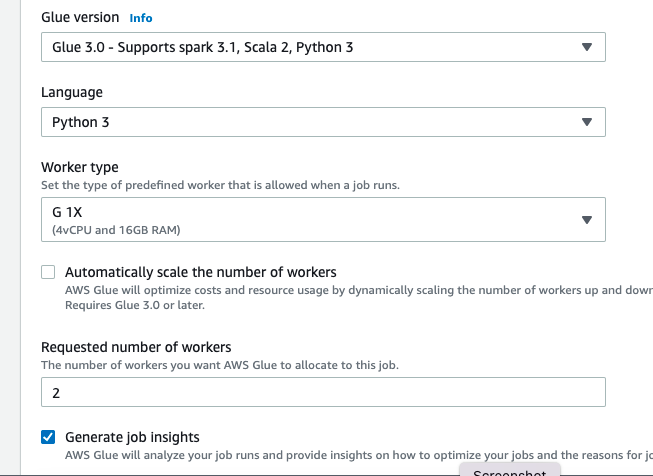 Glue version Info
Glue 3.0 - Supports spark 3.1, Scala 2, Python 3
Language
Python 3
Worker type
Set the type of predefined worker that is allowed when a job runs.
G 1X
(4vCPU and 16GB RAM)
Automatically scale the number of workers
AWS Glue will optimize costs and resource usage by dynamically scaling the number of workers up and down
Requires Glue 3.0 or later.
Requested number of workers
The number of workers you want AWS Glue to allocate to this job.
2
Generate job insights
AWS Glue will analyze your job runs and provide insights on how to optimize your jobs and the reasons for
Screenshot